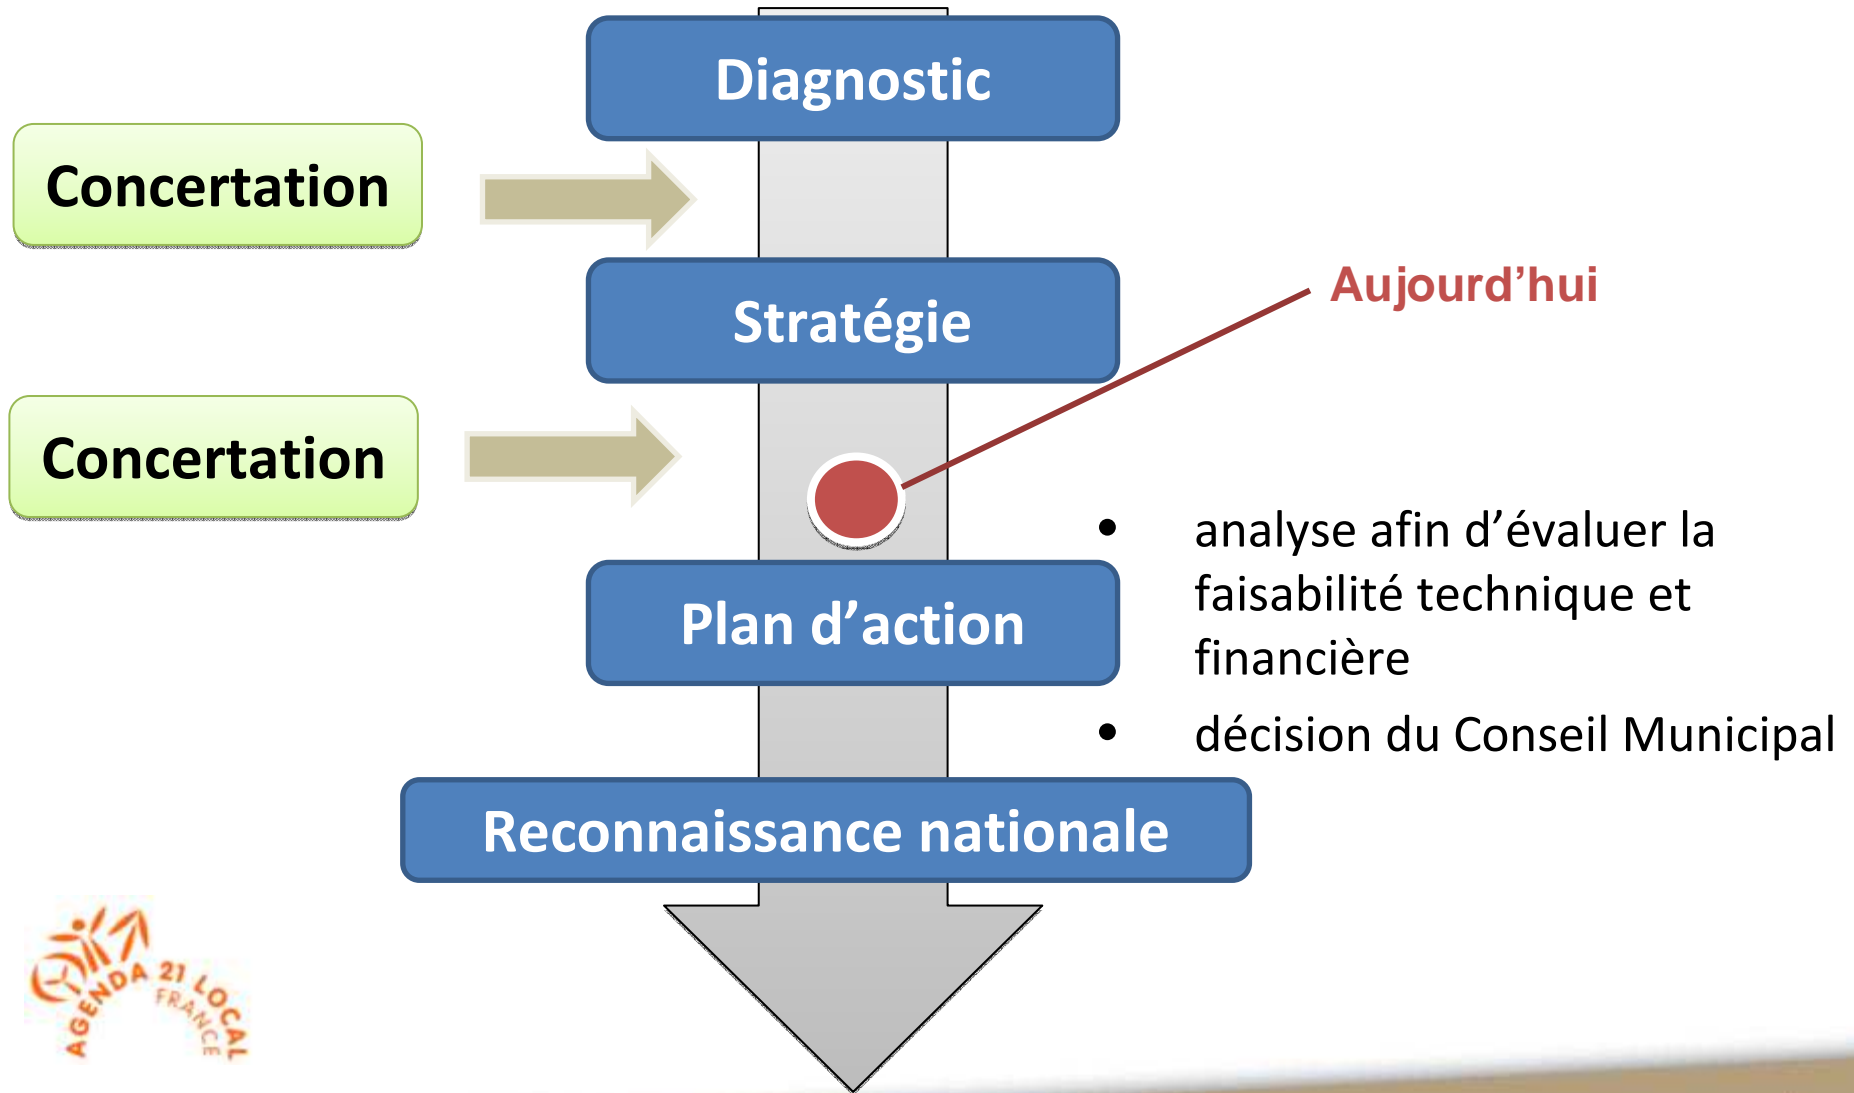 Diagnostic
Concertation
Stratégie
Aujourd’hui
Concertation
• analyse afin d’évaluer la
faisabilité technique et
financière
Plan d’action
• décision du Conseil Municipal
Reconnaissance nationale
AGENDA 21 LOCAL
FRANCE